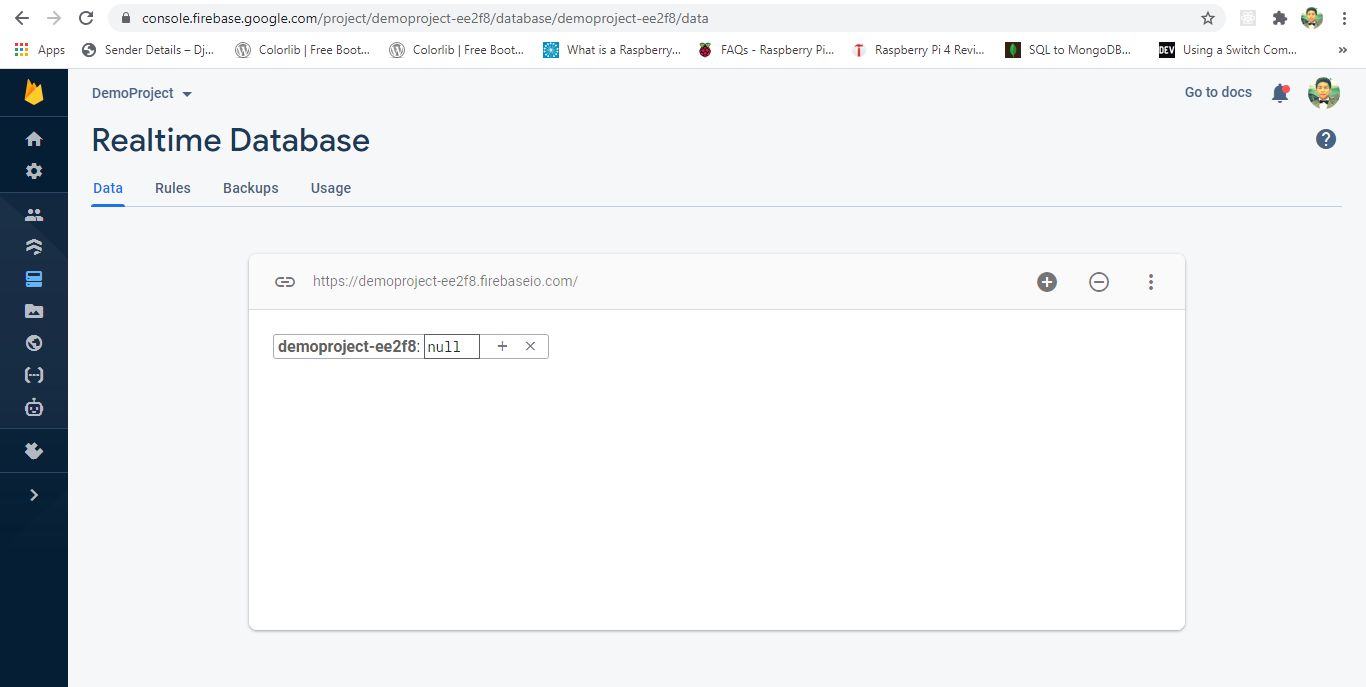 console.firebase.google.com/project/demoproject-ee2f8/database/demoproject-ee2f8/data
Apps Sender Details – Dj... Colorlib | Free Boot... Colorlib | Free Boot... What is a Raspberry... FAQs - Raspberry Pi... T Raspberry Pi 4 Revi... SQL to MongoDB... DEV Using a Switch Com... »
DemoProject Go to docs
Realtime Database ?
Data Rules Backups Usage
https://demoproject-ee2f8.firebaseio.com/
demoproject-ee2f8: null + ×